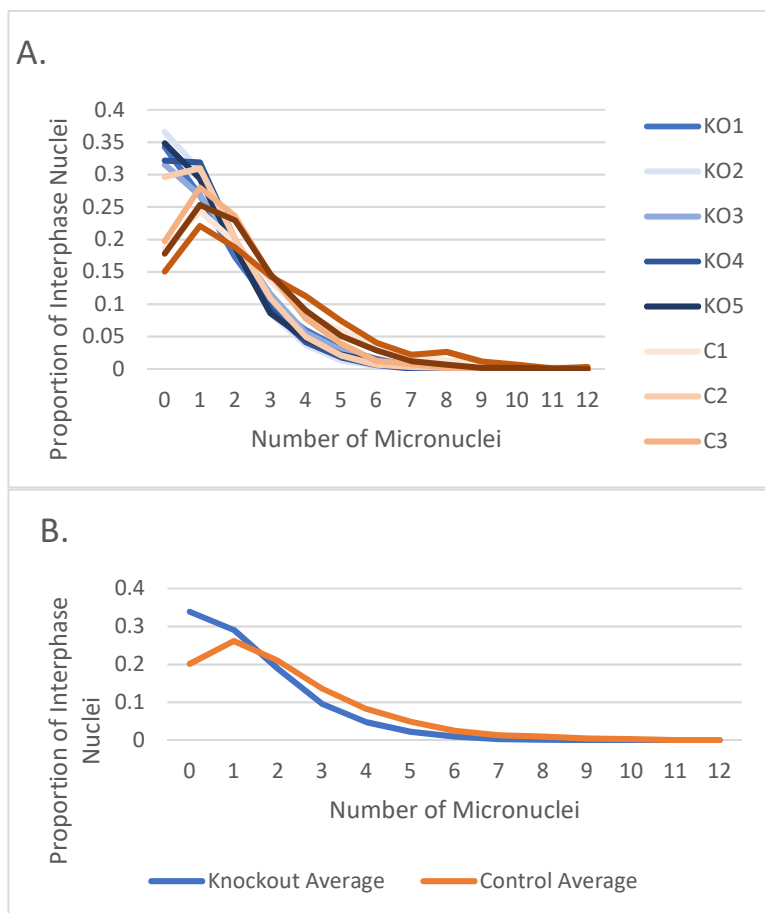 A.
Proportion of Interphase Nuclei
0.4
0.35
0.3
0.25
0.2
0.15
0.1
0.05
0
0 1 2 3 4 5 6 7 8 9 10 11 12
Number of Micronuclei
KO1
KO2
KO3
KO4
KO5
C1
C2
C3
B.
Proportion of Interphase
Nuclei
0.4
0.3
0.2
0.1
0
0 1 2 3 4 5 6 7 8 9 10 11 12
Number of Micronuclei
Knockout Average Control Average